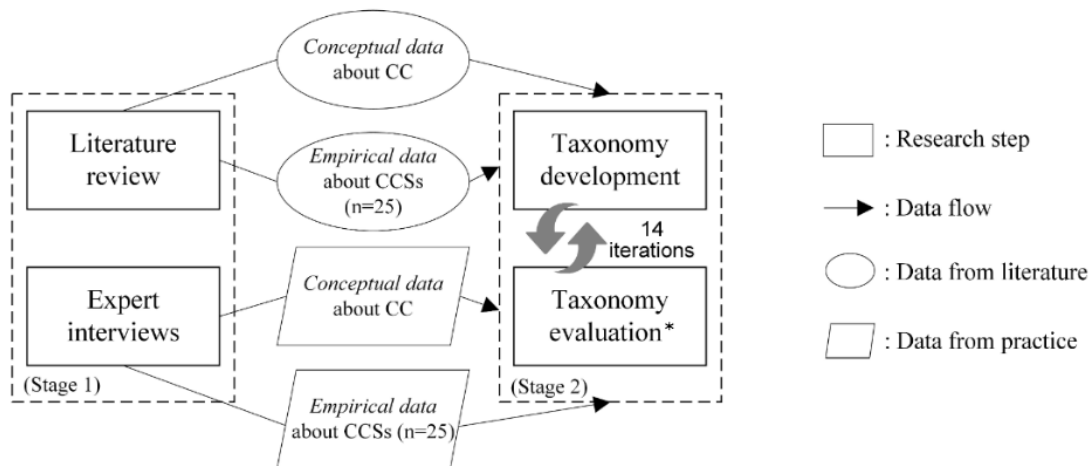 Conceptual data
about CC
Literature
review
Empirical data
about CCSs
(n=25)
Taxonomy
development
14
iterations
Expert
interviews
(Stage 1)
Conceptual data
about CC
Taxonomy
evaluation*
(Stage 2)
Empirical data
about CCSs (n=25)
: Research step
: Data flow
: Data from literature
: Data from practice